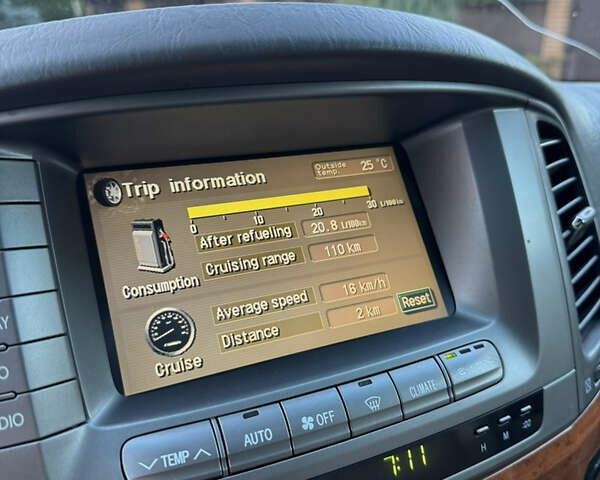 Trip information
Outside temp. 25 °C
0 10 20 30 L/100km
After refueling 20.8 L/100km
Cruising range 110 km
Consumption
Average speed 16 km/h
Distance 2 km
Reset
Cruise
DIO
TEMP
AUTO
OFF
CLIMATE
7:11
H M :00